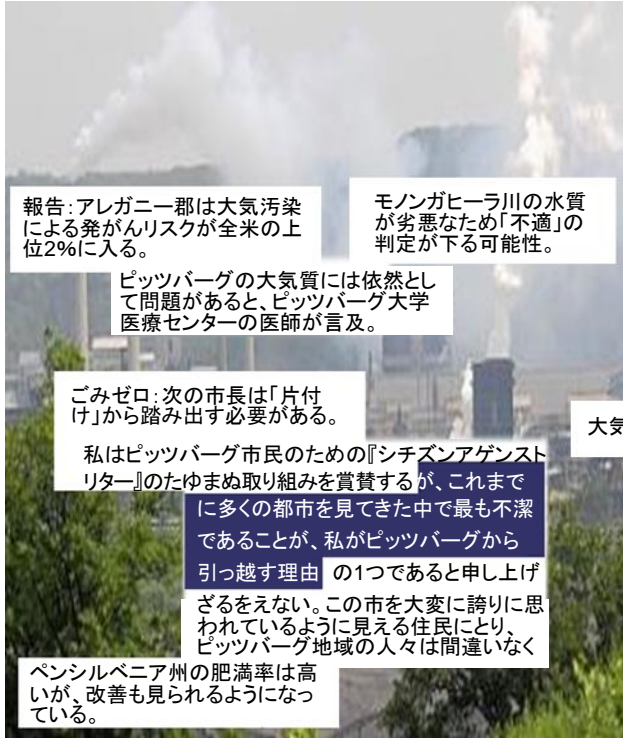 報告:アレガニー郡は大気汚染
による発がんリスクが全米の上
位2%に入る。
モノンガヒーラ川の水質
が劣悪なため「不適」の
判定が下る可能性。
ピッツバーグの大気質には依然とし
て問題があると、ピッツバーグ大学
医療センターの医師が言及。
ごみゼロ:次の市長は「片付
け」から踏み出す必要がある。
大気
私はピッツバーグ市民のための『シチズンアゲンスト
リター』のたゆまぬ取り組みを賞賛するが、これまで
に多くの都市を見てきた中で最も不潔
であることが、私がピッツバーグから
引っ越す理由 の1つであると申し上げ
ざるをえない。この市を大変に誇りに思
われているように見える住民にとり、
ピッツバーグ地域の人々は間違いなく
ペンシルベニア州の肥満率は高
いが、改善も見られるようになっ
ている。